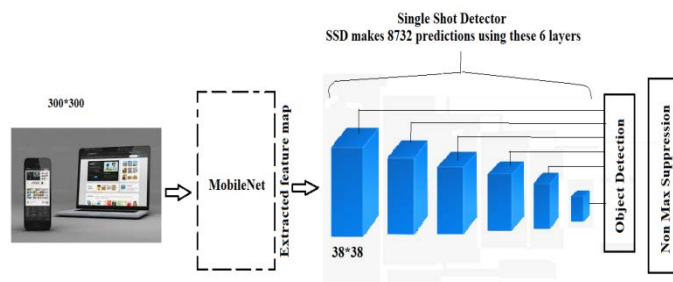 Single Shot Detector
SSD makes 8732 predictions using these 6 layers
300*300
MobileNet
Extracted feature map
38*38
Object Detection
Non Max Suppression